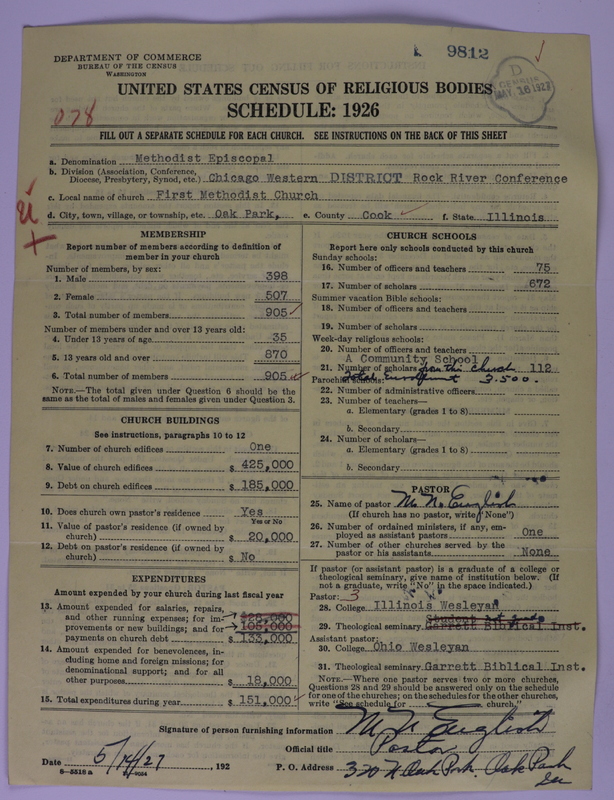 DEPARTMENT OF COMMERCE
BUREAU OF THE CENSUS
WASHINGTON
9812
D
CENSUS
MAY 16 1927
UNITED STATES CENSUS OF RELIGIOUS BODIES
SCHEDULE: 1926
078
FILL OUT A SEPARATE SCHEDULE FOR EACH CHURCH. SEE INSTRUCTIONS ON THE BACK OF THIS SHEET
a. Denomination Methodist Episcopal
b. Division (Association, Conference,
Diocese, Presbytery, Synod, etc.) Chicago Western DISTRICT Rock River Conference
c. Local name of church First Methodist Church
d. City, town, village, or township, etc. Oak Park, e. County Cook f. State Illinois
MEMBERSHIP
Report number of members according to definition of
member in your church
Number of members, by sex:
1. Male 398
2. Female 507
3. Total number of members 905
Number of members under and over 13 years old:
4. Under 13 years of age 35
5. 13 years old and over 870
6. Total number of members 905
NOTE.—The total given under Question 6 should be the
same as the total of males and females given under Question 3.
CHURCH BUILDINGS
See instructions, paragraphs 10 to 12
7. Number of church edifices One
8. Value of church edifices $ 425,000
9. Debt on church edifices $ 185,000
10. Does church own pastor's residence Yes
Yes or No
11. Value of pastor's residence (if owned by
church) $ 20,000
12. Debt on pastor's residence (if owned by
church) $ No
EXPENDITURES
Amount expended by your church during last fiscal year
13. Amount expended for salaries, repairs,
and other running expenses; for im-
provements or new buildings; and for
payments on church debt $ 133,000
14. Amount expended for benevolences, in-
cluding home and foreign missions; for
denominational support; and for all
other purposes $ 18,000
15. Total expenditures during year $ 151,000
CHURCH SCHOOLS
Report here only schools conducted by this church
Sunday schools:
16. Number of officers and teachers 75
17. Number of scholars 672
Summer vacation Bible schools:
18. Number of officers and teachers
19. Number of scholars
Week-day religious schools:
20. Number of officers and teachers
A Community School
21. Number of scholars from this church 112
Parochial schools: Total Enrollment 3.500.
22. Number of administrative officers
23. Number of teachers—
a. Elementary (grades 1 to 8)
b. Secondary
24. Number of scholars—
a. Elementary (grades 1 to 8)
b. Secondary
PASTOR
25. Name of pastor M. N. English
(If church has no pastor, write "None")
26. Number of ordained ministers, if any, em-
ployed as assistant pastors One
27. Number of other churches served by the
pastor or his assistants None
If pastor (or assistant pastor) is a graduate of a college or
theological seminary, give name of institution below. (If
not a graduate, write "No" in the space indicated.)
Pastor: 3
28. College Illinois Wesleyan
29. Theological seminary Garrett Biblical Inst.
Assistant pastor:
30. College Ohio Wesleyan
31. Theological seminary Garrett Biblical Inst.
NOTE.—Where one pastor serves two or more churches,
Questions 28 and 29 should be answered only on the schedule
for one of the churches; on the schedules for the other churches,
write "See schedule for church."
Signature of person furnishing information M. N. English
Official title Pastor
Date 5/14/27, 192 P. O. Address 320 N Oak Park. Oak Park
Ill
8—5516 a